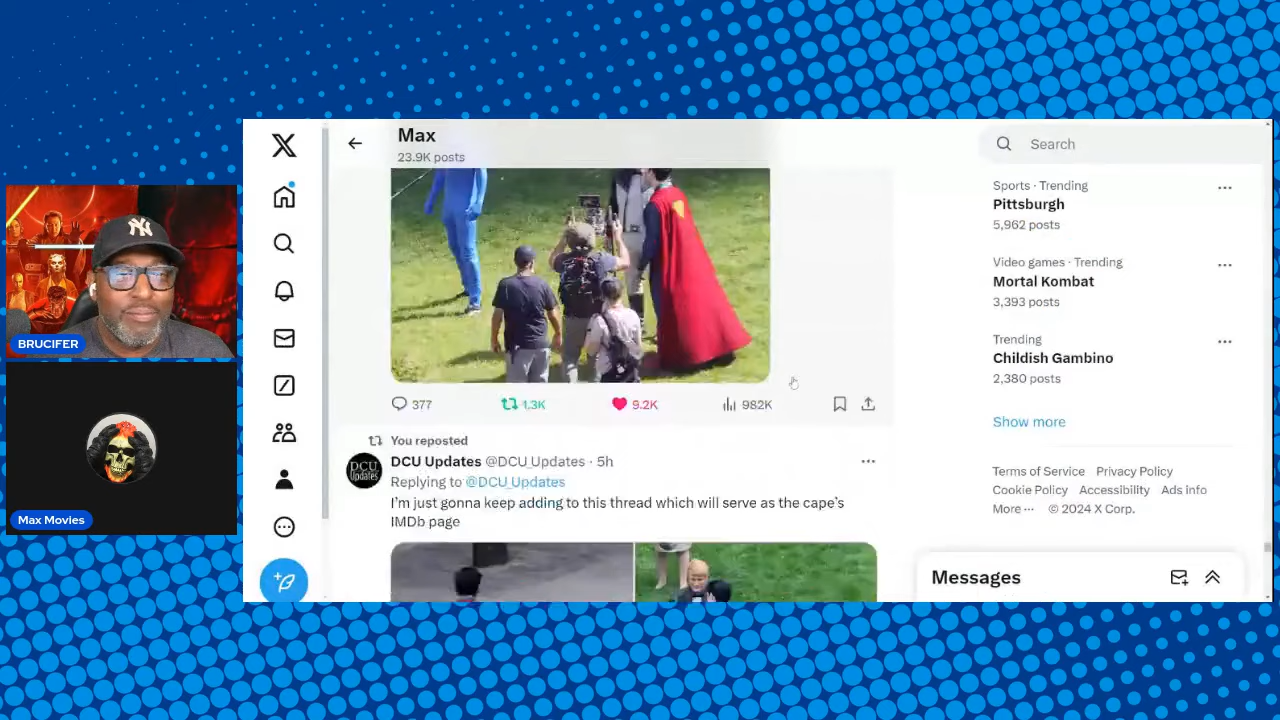 BRUCIFER
Max Movies
Max
23.9K posts
377
1.3K
9.2K
982K
You reposted
DCU Updates @DCU_Updates · 5h
Replying to @DCU_Updates
I'm just gonna keep adding to this thread which will serve as the cape's
IMDb page
DCU
Updates
Search
Sports · Trending
Pittsburgh
5,962 posts
Video games · Trending
Mortal Kombat
3,393 posts
Trending
Childish Gambino
2,380 posts
Show more
Terms of Service Privacy Policy
Cookie Policy Accessibility Ads info
More ··· © 2024 X Corp.
Messages